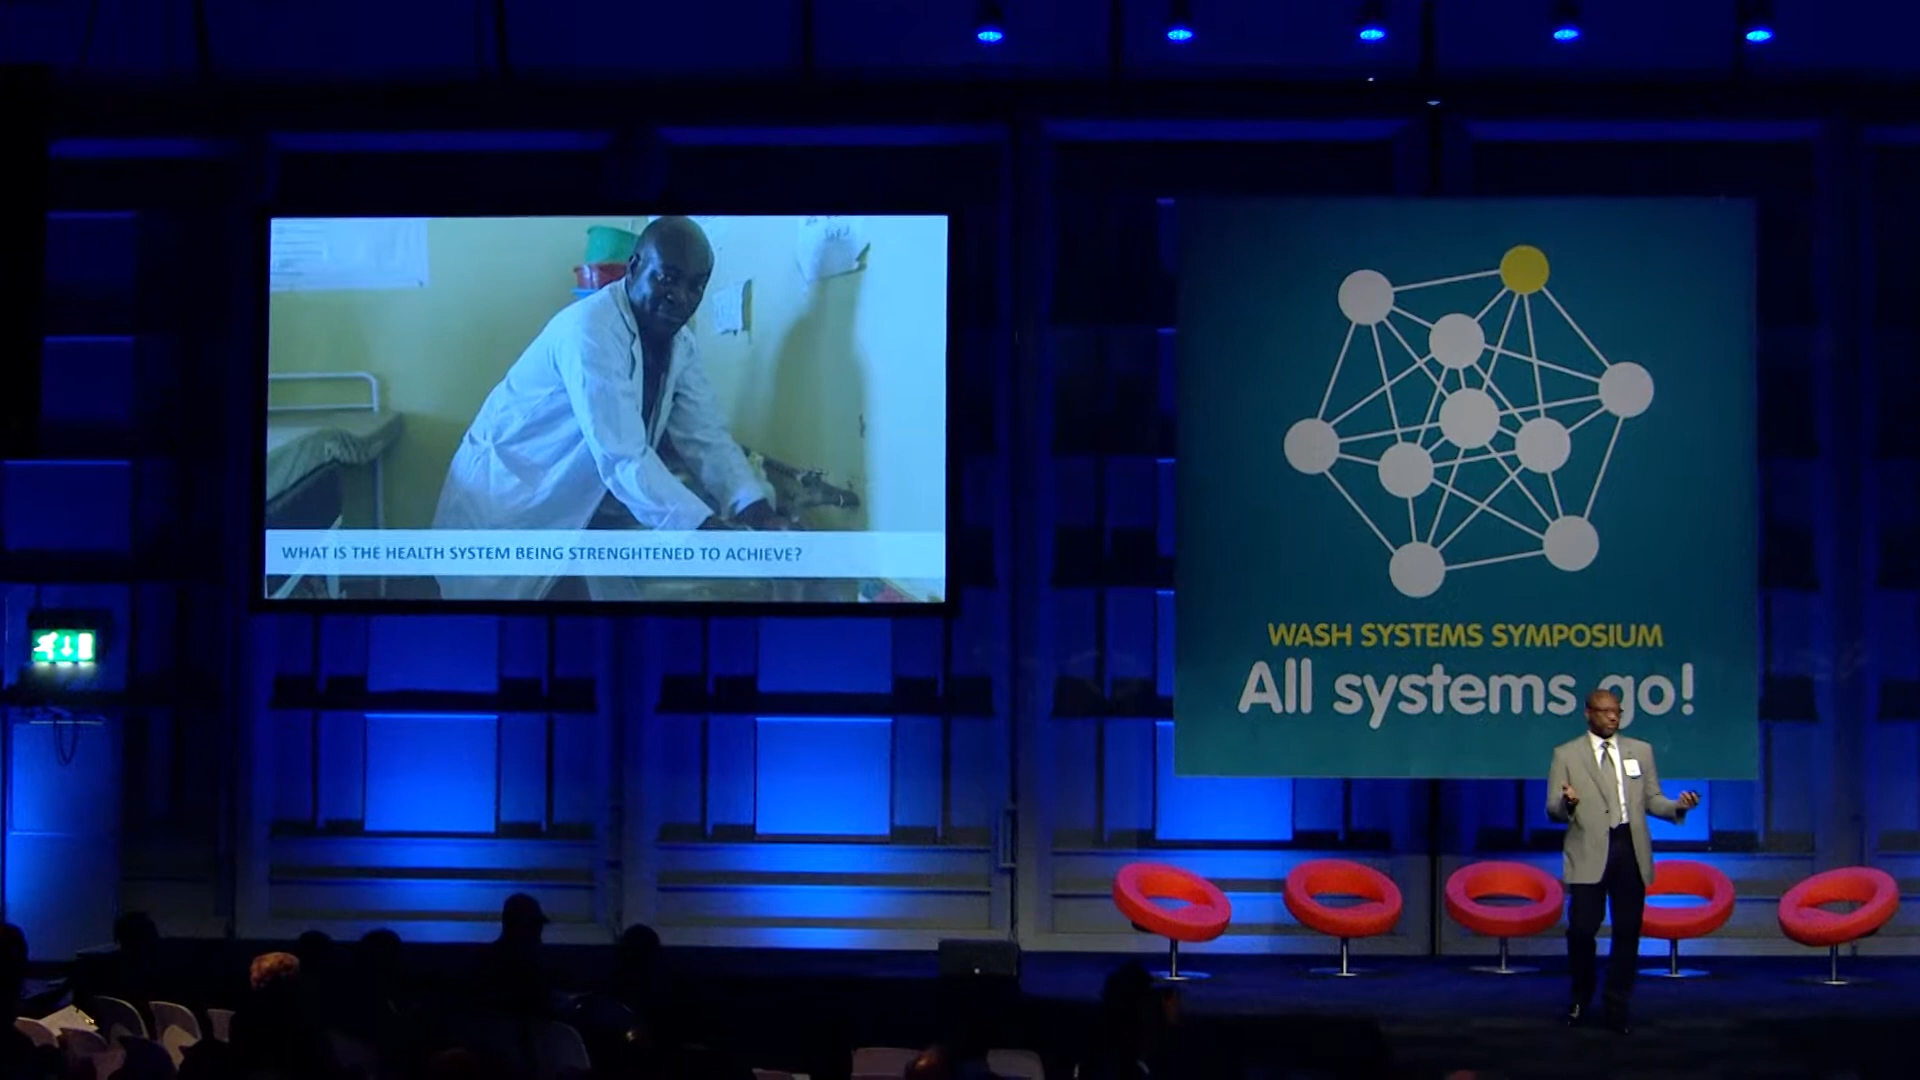 WHAT IS THE HEALTH SYSTEM BEING STRENGHTENED TO ACHIEVE?
WASH SYSTEMS SYMPOSIUM
All systems go!